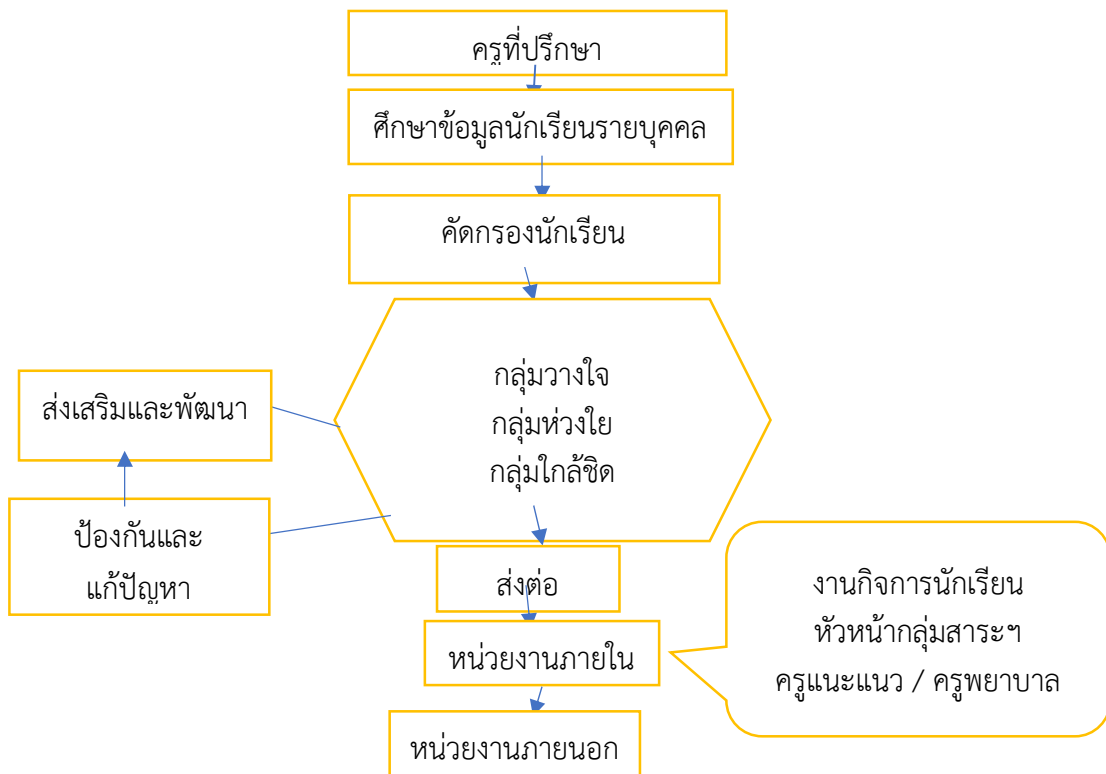 ครูที่ปรึกษา
ศึกษาข้อมูลนักเรียนรายบุคคล
คัดกรองนักเรียน
กลุ่มวางใจ
กลุ่มห่วงใย
กลุ่มใกล้ชิด
ส่งเสริมและพัฒนา
ป้องกันและ
แก้ปัญหา
ส่งต่อ
หน่วยงานภายใน
งานกิจการนักเรียน
หัวหน้ากลุ่มสาระฯ
ครูแนะแนว / ครูพยาบาล
หน่วยงานภายนอก